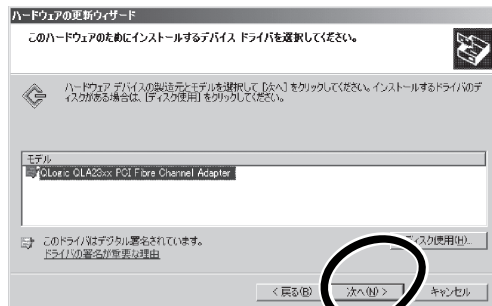 ハードウェアの更新ウィザード
このハードウェアのためにインストールするデバイス ドライバを選択してください。
ハードウェア デバイスの製造元とモデルを選択して [次へ] をクリックしてください。インストールするドライバのデ
ィスクがある場合は、[ディスク使用] をクリックしてください。
モデル
QLogic QLA23xx PCI Fibre Channel Adapter
このドライバはデジタル署名されています。
ディスク使用(H)...
ドライバの署名が重要な理由
< 戻る(B)
次へ(N) >
キャンセル